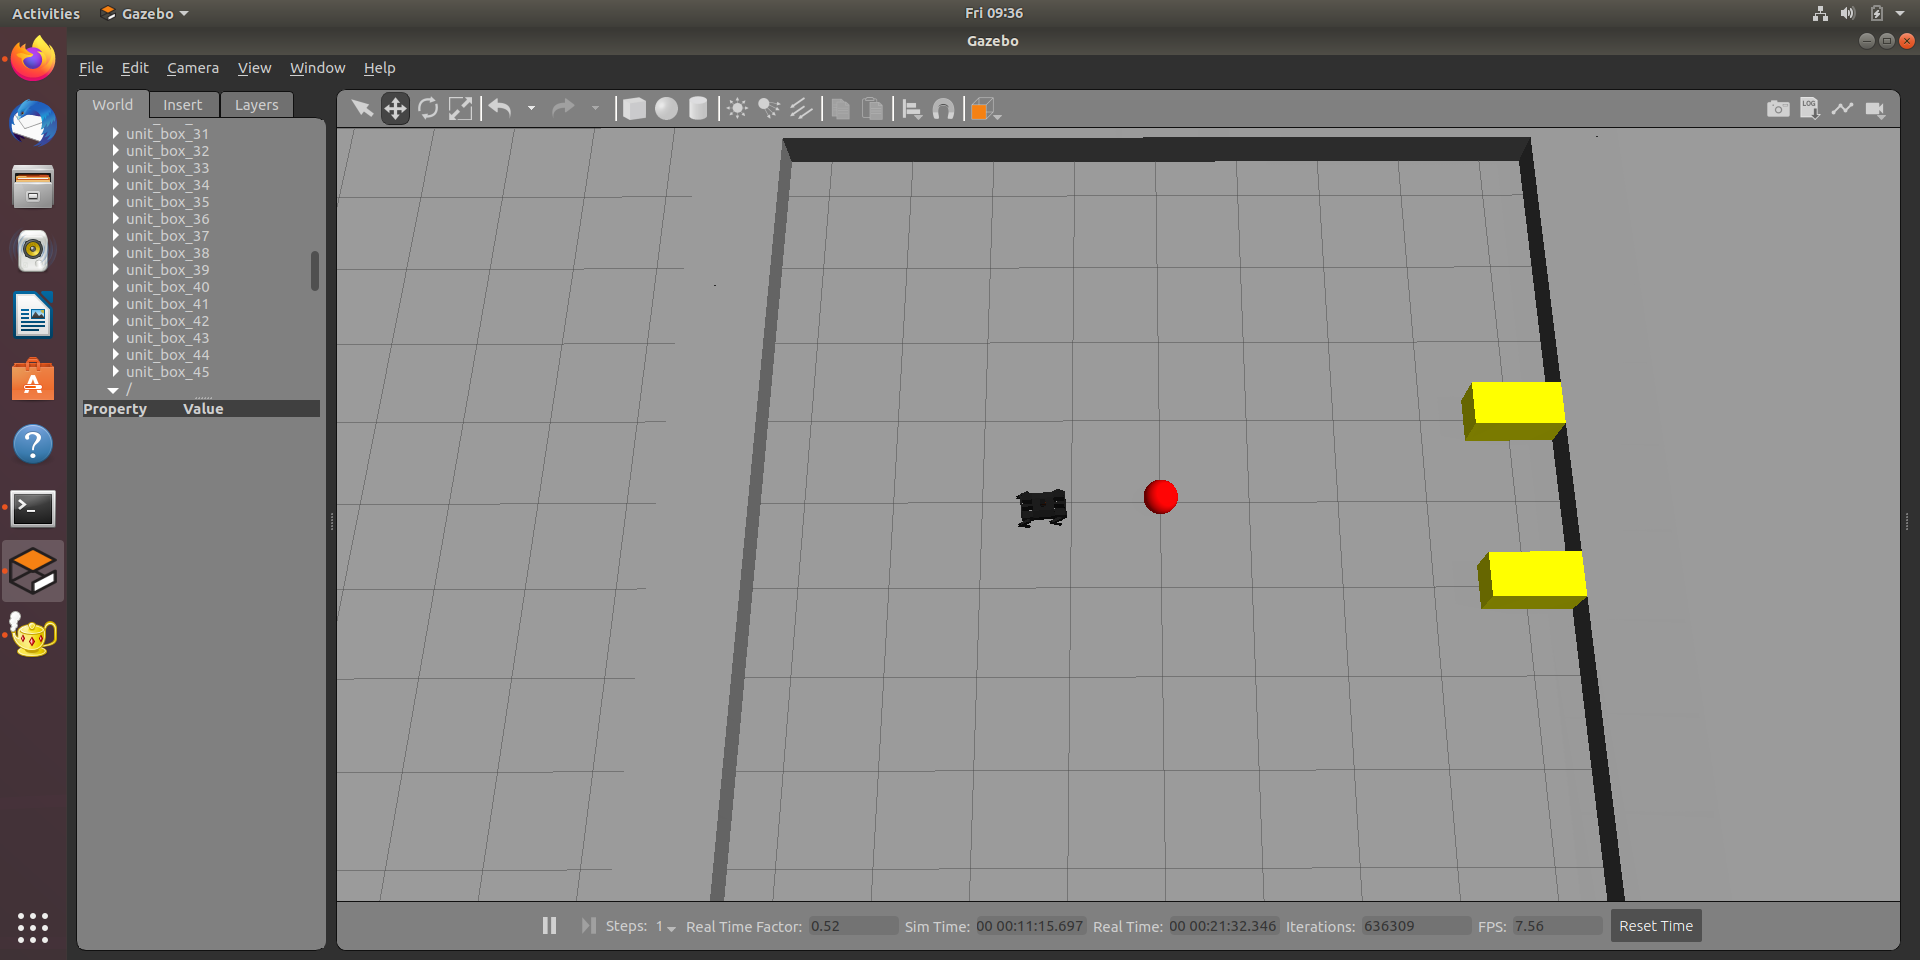 Activities Gazebo Fri 09:36
Gazebo
File Edit Camera View Window Help
World Insert Layers
LOG
unit_box_31
unit_box_32
unit_box_33
unit_box_34
unit_box_35
unit_box_36
unit_box_37
unit_box_38
unit_box_39
unit_box_40
unit_box_41
unit_box_42
unit_box_43
unit_box_44
unit_box_45
/
Property Value
Steps: 1 Real Time Factor: 0.52 Sim Time: 00 00:11:15.697 Real Time: 00 00:21:32.346 Iterations: 636309 FPS: 7.56 Reset Time